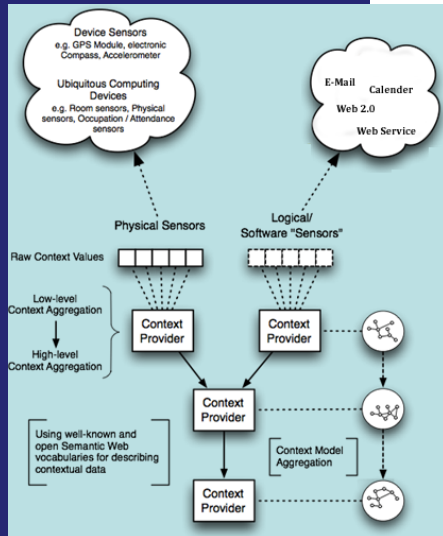 Device Sensors
e.g. GPS Module, electronic
Compass, Accelerometer
Ubiquitous Computing
Devices
e.g. Room sensors, Physical
sensors, Occupation / Attendance
sensors
E-Mail
Calender
Web 2.0
Web Service
Physical Sensors
Logical/
Software "Sensors"
Raw Context Values
Low-level
Context Aggregation
High-level
Context Aggregation
Context
Provider
Context
Provider
Context
Provider
Using well-known and
open Semantic Web
vocabularies for describing
contextual data
Context Model
Aggregation
Context
Provider